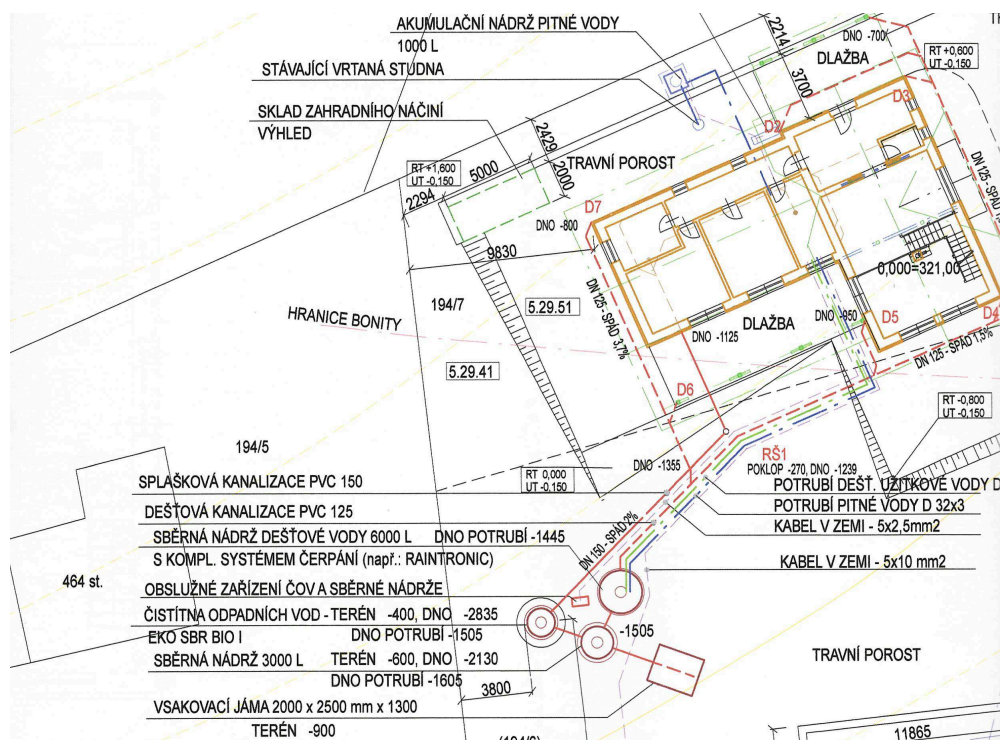 AKUMULAČNÍ NÁDRŽ PITNÉ VODY
1000 L
STÁVAJÍCÍ VRTANÁ STUDNA
SKLAD ZAHRADNÍHO NÁČINÍ
VÝHLED
2214
3700
DNO -700
DLAŽBA
RT +0,600
UT -0.150
D3
D2
2429
2000
5000
2294
RT +1,600
UT -0.150
TRAVNÍ POROST
DN 125 - SPÁD
D7
DNO -800
9830
194/7
5.29.51
HRANICE BONITY
5.29.41
DN 125 - SPÁD 3,7%
0,000=321,00
DLAŽBA
DNO -950
DNO -1125
D5
D4
DN 125 - SPÁD 1,5%
D6
RT -0,800
UT -0.150
194/5
RŠ1
POKLOP -270, DNO -1239
DNO -1355
RT 0,000
UT -0.150
SPLAŠKOVÁ KANALIZACE PVC 150
POTRUBÍ DEŠT. UŽITKOVÉ VODY D
DEŠŤOVÁ KANALIZACE PVC 125
POTRUBÍ PITNÉ VODY D 32x3
SBĚRNÁ NÁDRŽ DEŠŤOVÉ VODY 6000 L DNO POTRUBÍ -1445
KABEL V ZEMI - 5x2,5mm2
S KOMPL. SYSTÉMEM ČERPÁNÍ (např.: RAINTRONIC)
DN 150 - SPÁD 2%
KABEL V ZEMI - 5x10 mm2
464 st.
OBSLUŽNÉ ZAŘÍZENÍ ČOV A SBĚRNÉ NÁDRŽE
ČISTÍTNA ODPADNÍCH VOD - TERÉN -400, DNO -2835
EKO SBR BIO I DNO POTRUBÍ -1505
-1505
SBĚRNÁ NÁDRŽ 3000 L TERÉN -600, DNO -2130
DNO POTRUBÍ -1605
TRAVNÍ POROST
3800
VSAKOVACÍ JÁMA 2000 x 2500 mm x 1300
TERÉN -900
11865